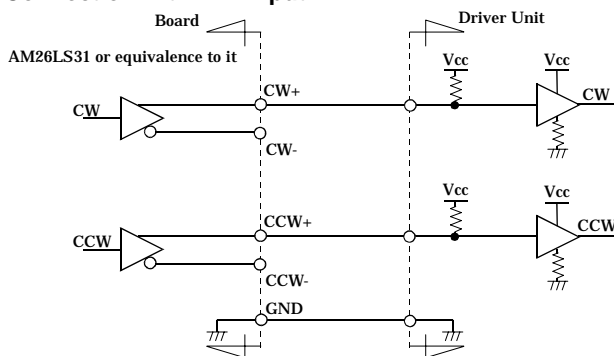 Board
Driver Unit
AM26LS31 or equivalence to it
Vcc
Vcc
CW
CW+
CW
CW-
Vcc
Vcc
CCW
CCW+
CCW
CCW-
GND